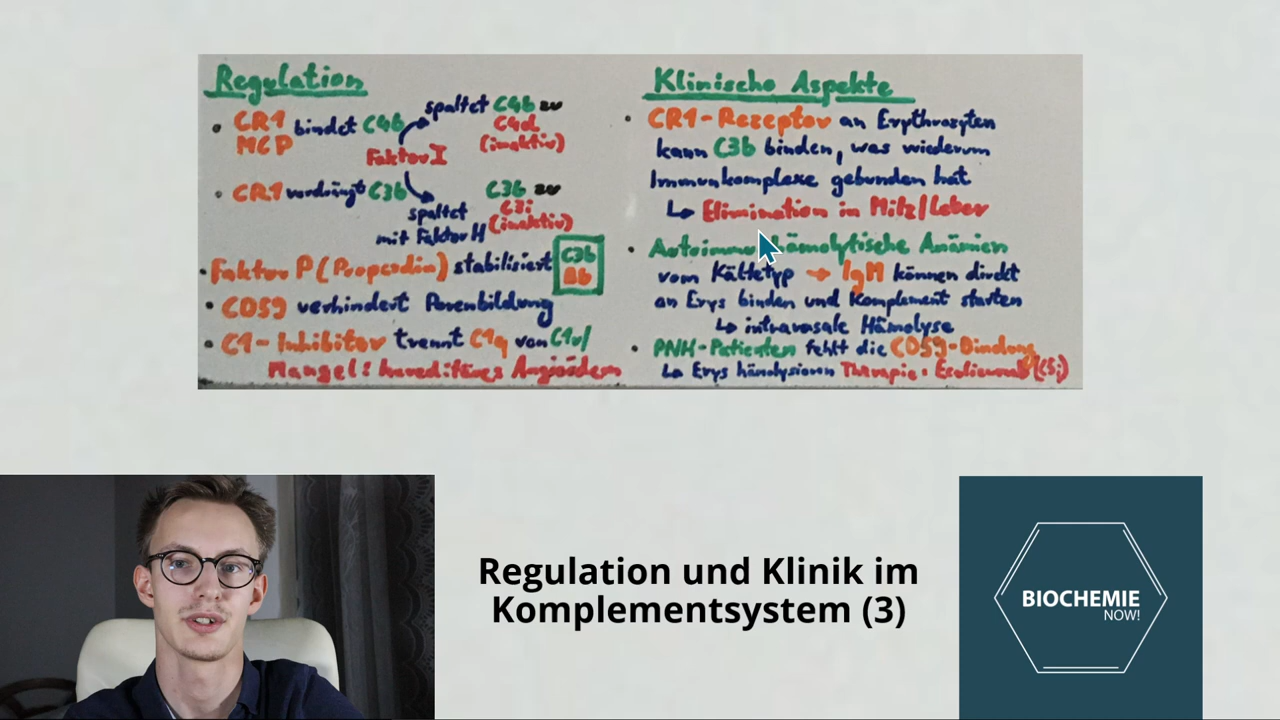 Regulation
• CR1 bindet C4b
MCP
Faktor I
spaltet C4b zu
C4d
(inaktiv)
• CR1 verdrängt C3b
spaltet
mit Faktor H
C3b zu
C3i
(inaktiv)
• Faktor P (Properdin) stabilisiert C3b
Bb
• CD59 verhindert Porenbildung
• C1-Inhibitor trennt C1q von C1r/
Mangel: hereditäres Angioödem
Klinische Aspekte
• CR1-Rezeptor an Erythrozyten
kann C3b binden, was wiederum
Immunkomplexe gebunden hat
↳ Elimination in Milz/Leber
• Autoimmunhämolytische Anämien
vom Kältetyp → IgM können direkt
an Erys binden und Komplement starten
↳ intravasale Hämolyse
• PNH-Patienten fehlt die CD59-Bindung
↳ Erys hämolysieren Therapie:
Regulation und Klinik im
Komplementsystem (3)
BIOCHEMIE
NOW!